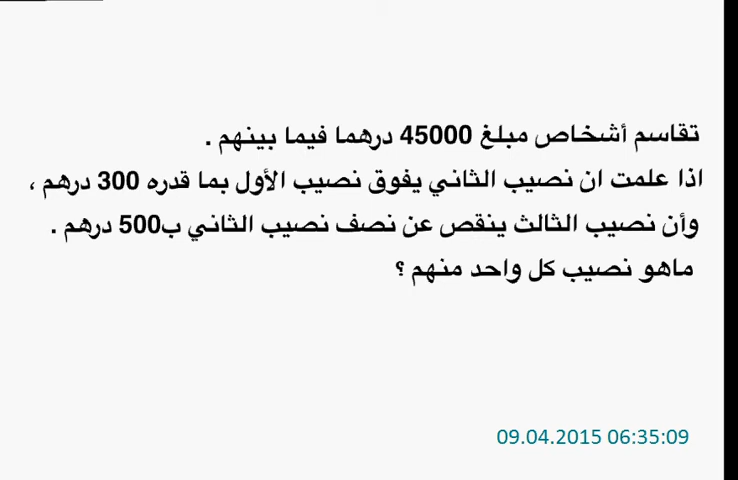 تقاسم أشخاص مبلغ 45000 درهما فيما بينهم .
اذا علمت ان نصيب الثاني يفوق نصيب الأول بما قدره 300 درهم ،
وأن نصيب الثالث ينقص عن نصف نصيب الثاني ب500 درهم .
ماهو نصيب كل واحد منهم ؟
09.04.2015 06:35:09